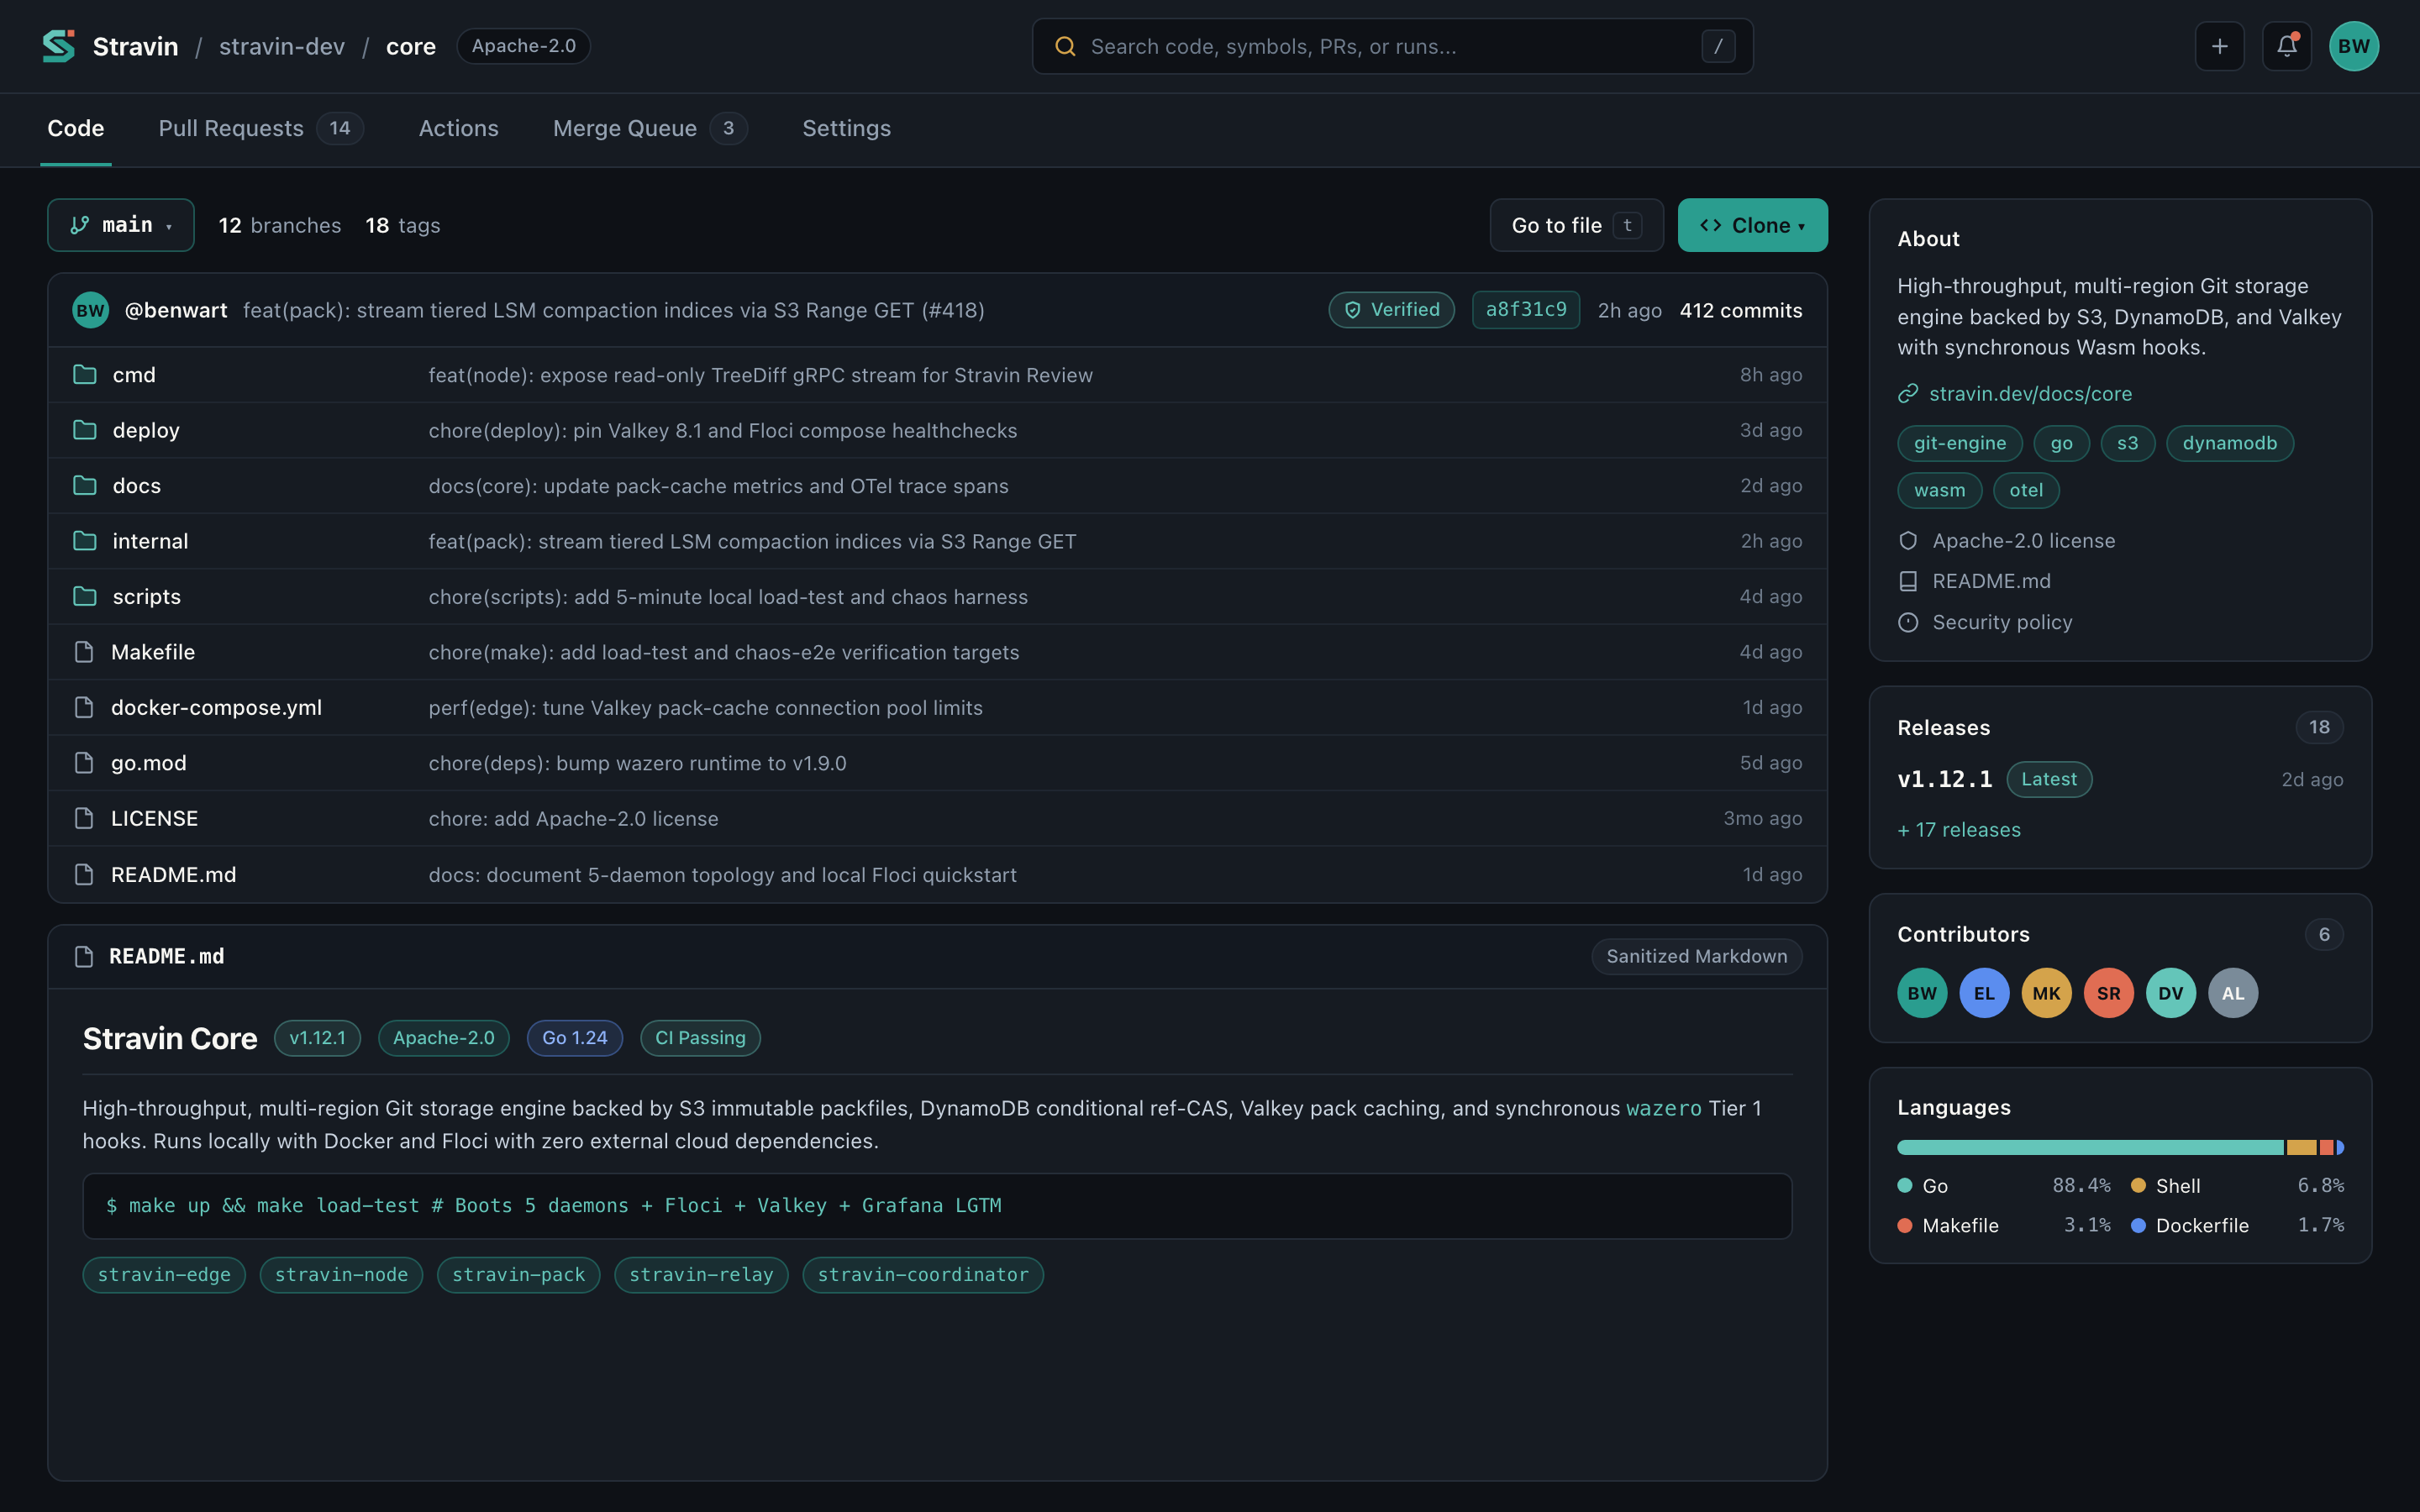 Stravin / stravin-dev / core Apache-2.0
Search code, symbols, PRs, or runs... /
BW
Code Pull Requests 14 Actions Merge Queue 3 Settings
main 12 branches 18 tags
Go to file t Clone
BW @benwart feat(pack): stream tiered LSM compaction indices via S3 Range GET (#418) Verified a8f31c9 2h ago 412 commits
cmd feat(node): expose read-only TreeDiff gRPC stream for Stravin Review 8h ago
deploy chore(deploy): pin Valkey 8.1 and Floci compose healthchecks 3d ago
docs docs(core): update pack-cache metrics and OTel trace spans 2d ago
internal feat(pack): stream tiered LSM compaction indices via S3 Range GET 2h ago
scripts chore(scripts): add 5-minute local load-test and chaos harness 4d ago
Makefile chore(make): add load-test and chaos-e2e verification targets 4d ago
docker-compose.yml perf(edge): tune Valkey pack-cache connection pool limits 1d ago
go.mod chore(deps): bump wazero runtime to v1.9.0 5d ago
LICENSE chore: add Apache-2.0 license 3mo ago
README.md docs: document 5-daemon topology and local Floci quickstart 1d ago
README.md Sanitized Markdown
Stravin Core v1.12.1 Apache-2.0 Go 1.24 CI Passing
High-throughput, multi-region Git storage engine backed by S3 immutable packfiles, DynamoDB conditional ref-CAS, Valkey pack caching, and synchronous wazero Tier 1
hooks. Runs locally with Docker and Floci with zero external cloud dependencies.
$ make up && make load-test # Boots 5 daemons + Floci + Valkey + Grafana LGTM
stravin-edge stravin-node stravin-pack stravin-relay stravin-coordinator
About
High-throughput, multi-region Git storage
engine backed by S3, DynamoDB, and Valkey
with synchronous Wasm hooks.
stravin.dev/docs/core
git-engine go s3 dynamodb
wasm otel
Apache-2.0 license
README.md
Security policy
Releases 18
v1.12.1 Latest 2d ago
+ 17 releases
Contributors 6
BW EL MK SR DV AL
Languages
Go 88.4% Shell 6.8%
Makefile 3.1% Dockerfile 1.7%